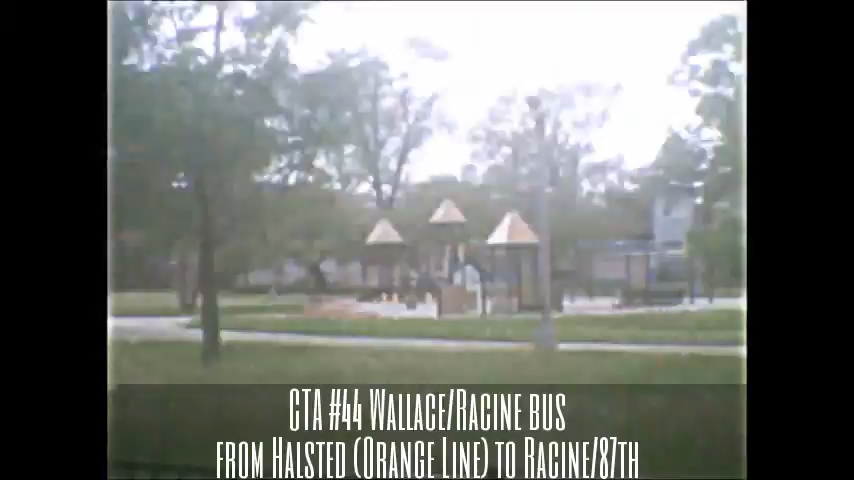 CTA #44 Wallace/Racine bus
from Halsted (Orange Line) to Racine/87th